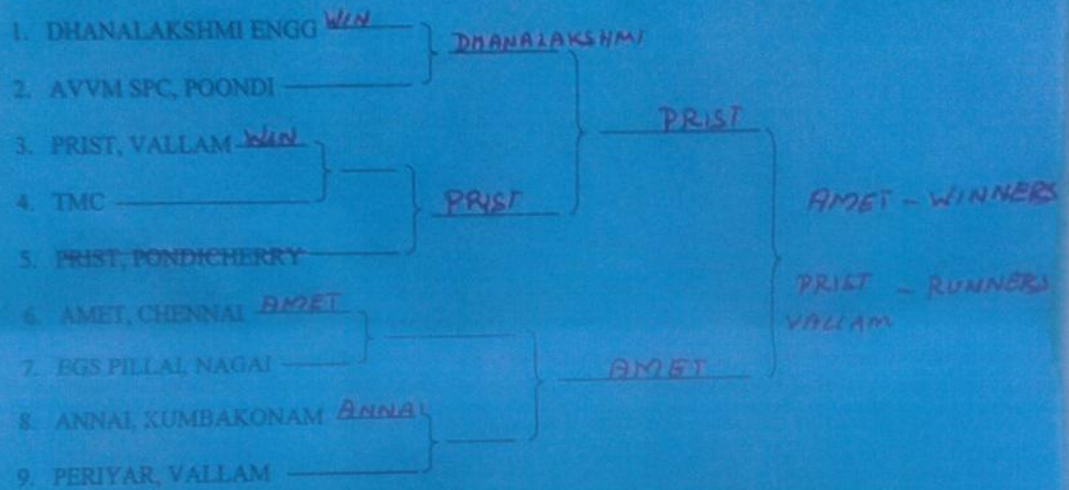 1. DHANALAKSHMI ENGG WIN
DHANALAKSHMI
2. AVVM SPC, POONDI
PRIST
3. PRIST, VALLAM WIN
4. TMC
PRIST
AMET - WINNERS
5. PRIST, PONDICHERRY
PRIST - RUNNERS
VALLAM
6. AMET, CHENNAI AMET
7. EGS PILLAI, NAGAI
AMET
8. ANNAI, KUMBAKONAM ANNAI
9. PERIYAR, VALLAM